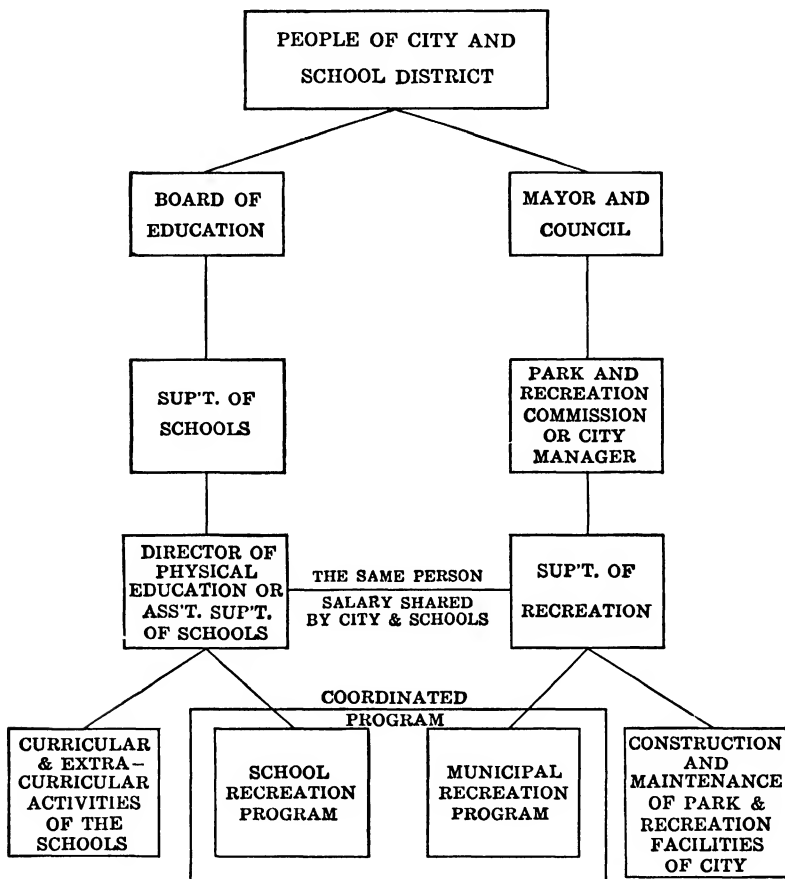 PEOPLE OF CITY AND
SCHOOL DISTRICT
BOARD OF
EDUCATION
MAYOR AND
COUNCIL
SUP'T. OF
SCHOOLS
PARK AND
RECREATION
COMMISSION
OR CITY
MANAGER
DIRECTOR OF
PHYSICAL
EDUCATION OR
ASS'T. SUP'T.
OF SCHOOLS
THE SAME PERSON
SALARY SHARED
BY CITY & SCHOOLS
SUP'T. OF
RECREATION
COORDINATED
PROGRAM
CURRICULAR
& EXTRA-
CURRICULAR
ACTIVITIES
OF THE
SCHOOLS
SCHOOL
RECREATION
PROGRAM
MUNICIPAL
RECREATION
PROGRAM
CONSTRUCTION
AND
MAINTENANCE
OF PARK &
RECREATION
FACILITIES
OF CITY